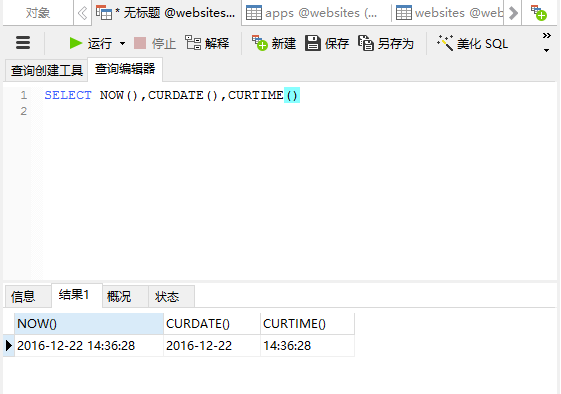 对象 * 无标题 @websites... apps @websites (... websites @web
运行 停止 解释 新建 保存 另存为 美化 SQL
查询创建工具 查询编辑器
1 SELECT NOW(),CURDATE(),CURTIME()
2
信息 结果1 概况 状态
NOW() CURDATE() CURTIME()
2016-12-22 14:36:28 2016-12-22 14:36:28